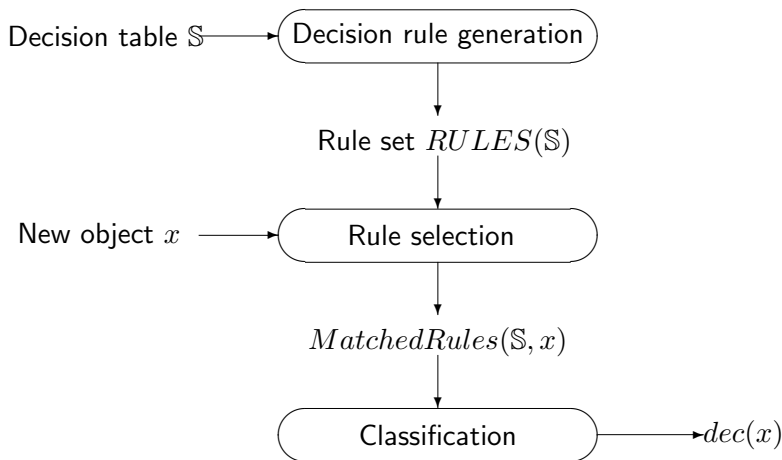 Decision table 𝕊
Decision rule generation
Rule set RULES(𝕊)
New object x
Rule selection
MatchedRules(𝕊, x)
Classification
dec(x)